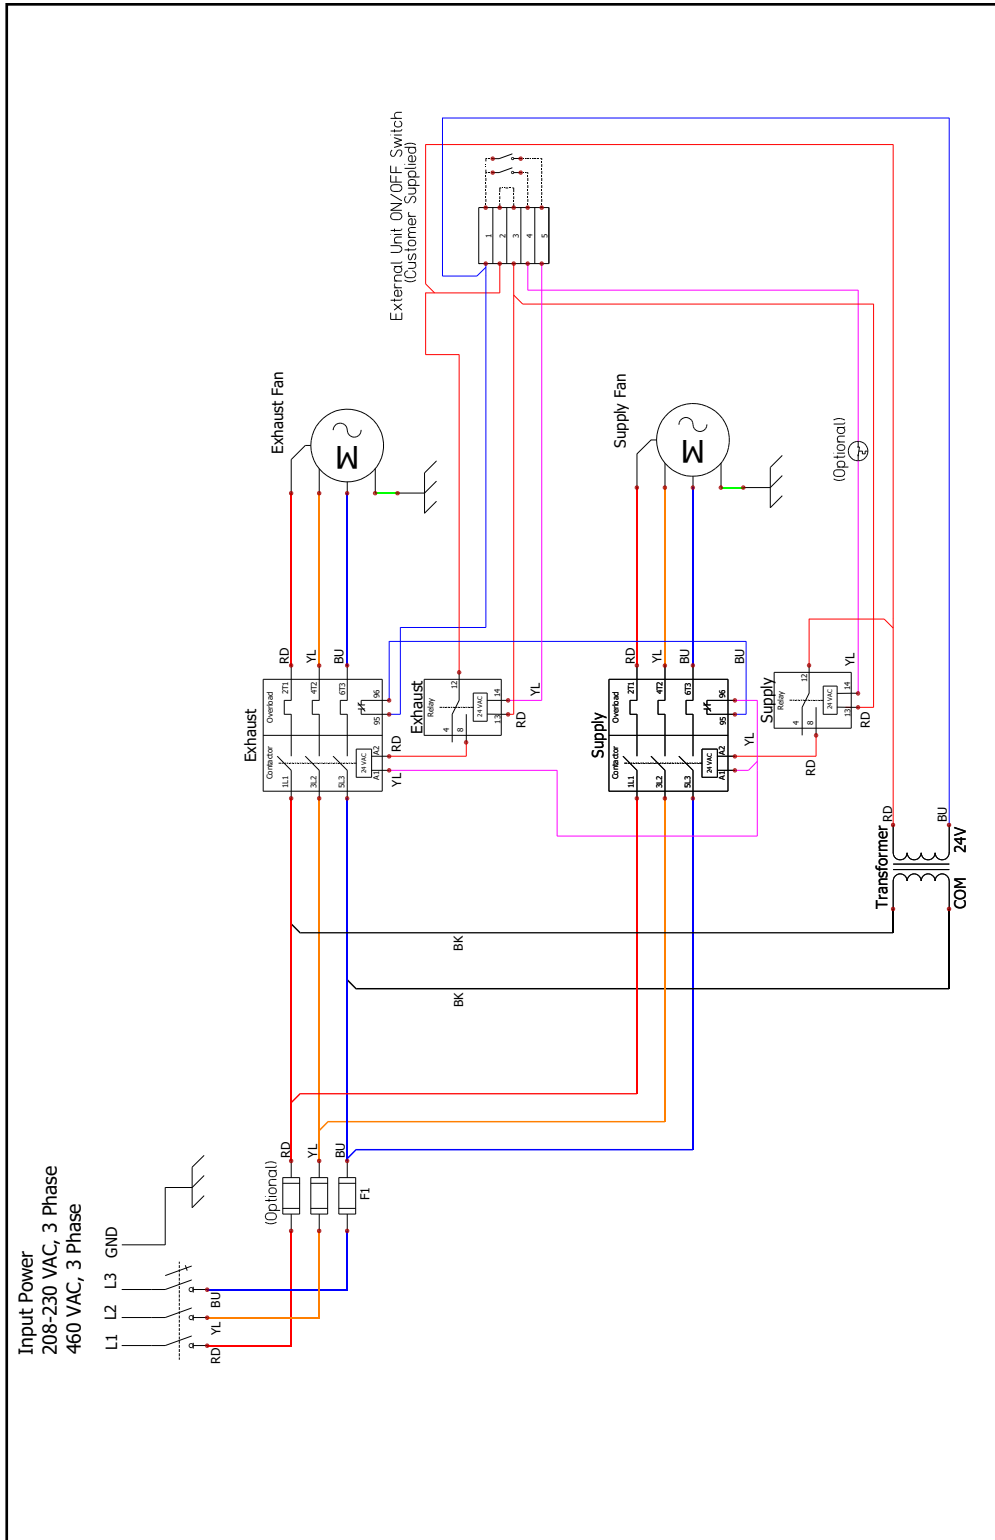 Input Power
208-230 VAC, 3 Phase
460 VAC, 3 Phase
L1
L2
L3
GND
RD
YL
BU
(Optional)
F1
RD
YL
BU
BK
BK
Exhaust
Contactor
Overload
1L1
3L2
5L3
2T1
4T2
6T3
24 VAC
A1
A2
95
96
RD
YL
BU
YL
RD
Exhaust Fan
M
Exhaust
Relay
4
8
12
24 VAC
13
14
RD
YL
External Unit ON/OFF Switch
(Customer Supplied)
1
2
3
4
5
Supply
Contactor
Overload
1L1
3L2
5L3
2T1
4T2
6T3
24 VAC
A1
A2
95
96
RD
YL
BU
BU
YL
Supply Fan
M
Supply
Relay
4
8
12
24 VAC
13
14
RD
RD
YL
(Optional)
Transformer
RD
BU
COM
24V